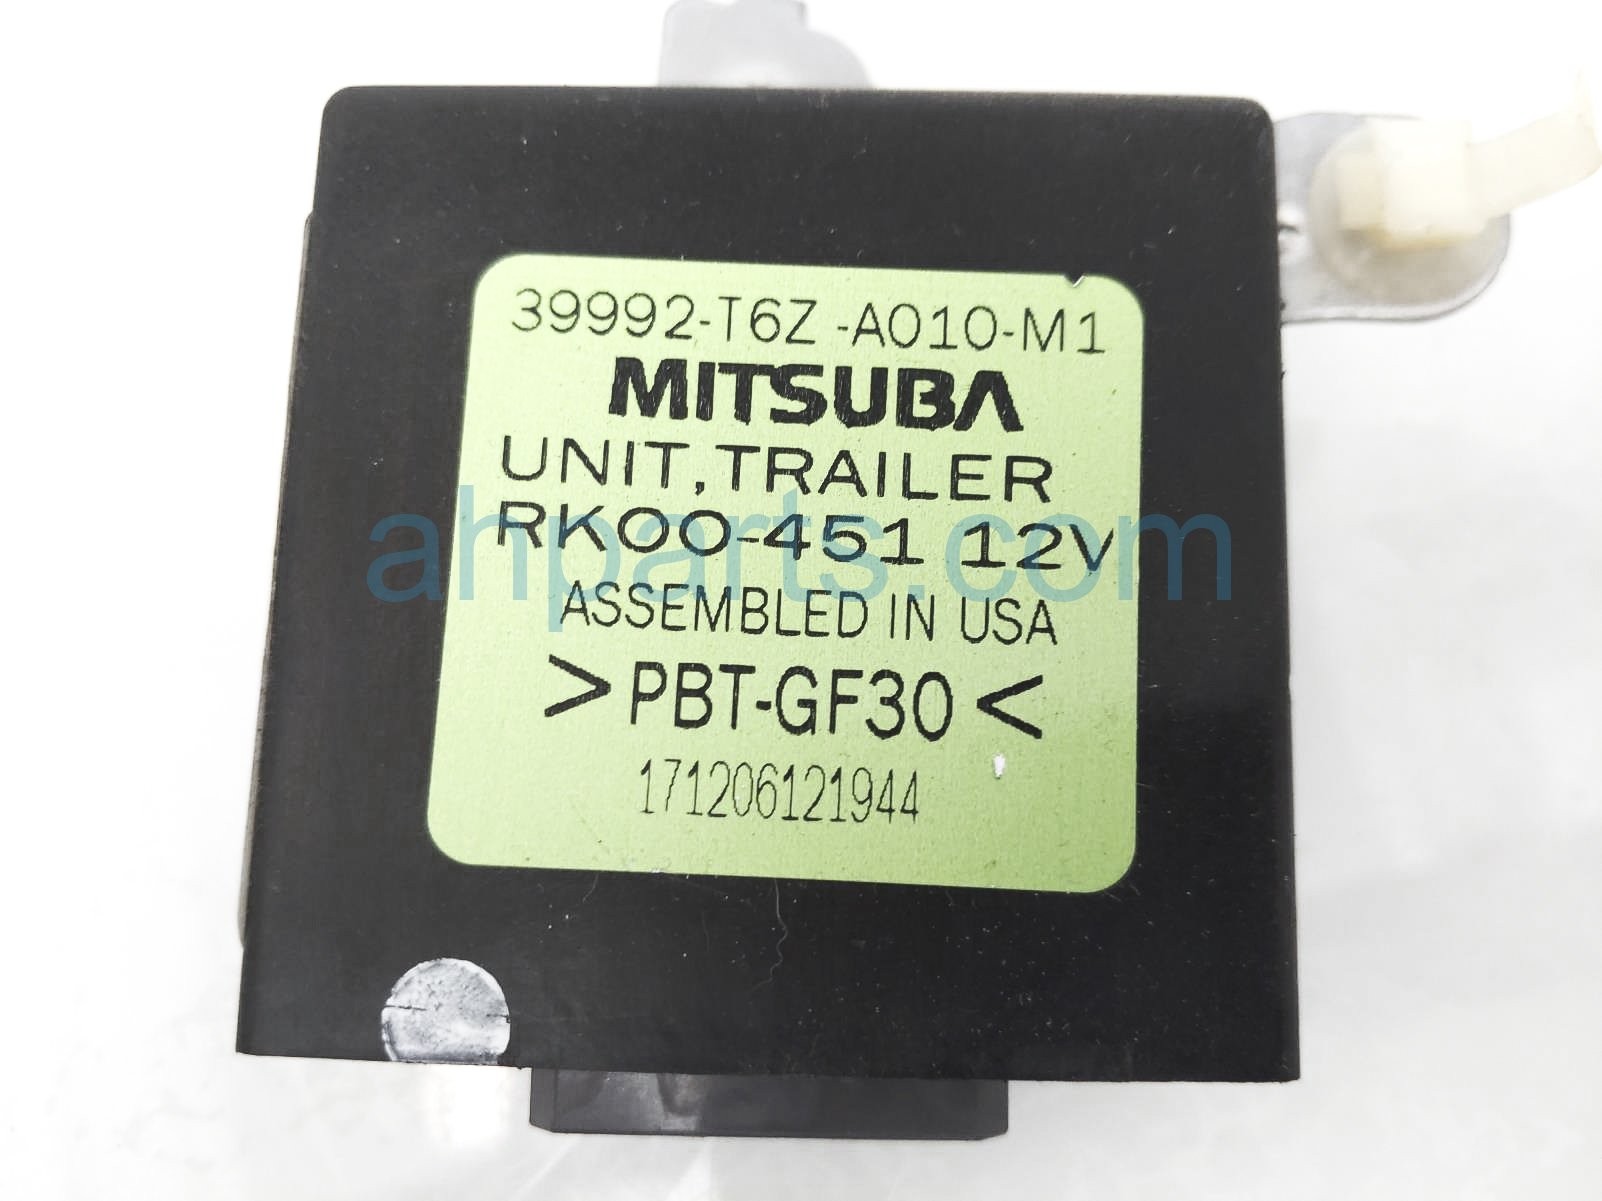 39992-T6Z -A010-M1
MITSUBA
UNIT,TRAILER
RK00-451 12V
ahparts.com
ASSEMBLED IN USA
>PBT-GF30<
171206121944